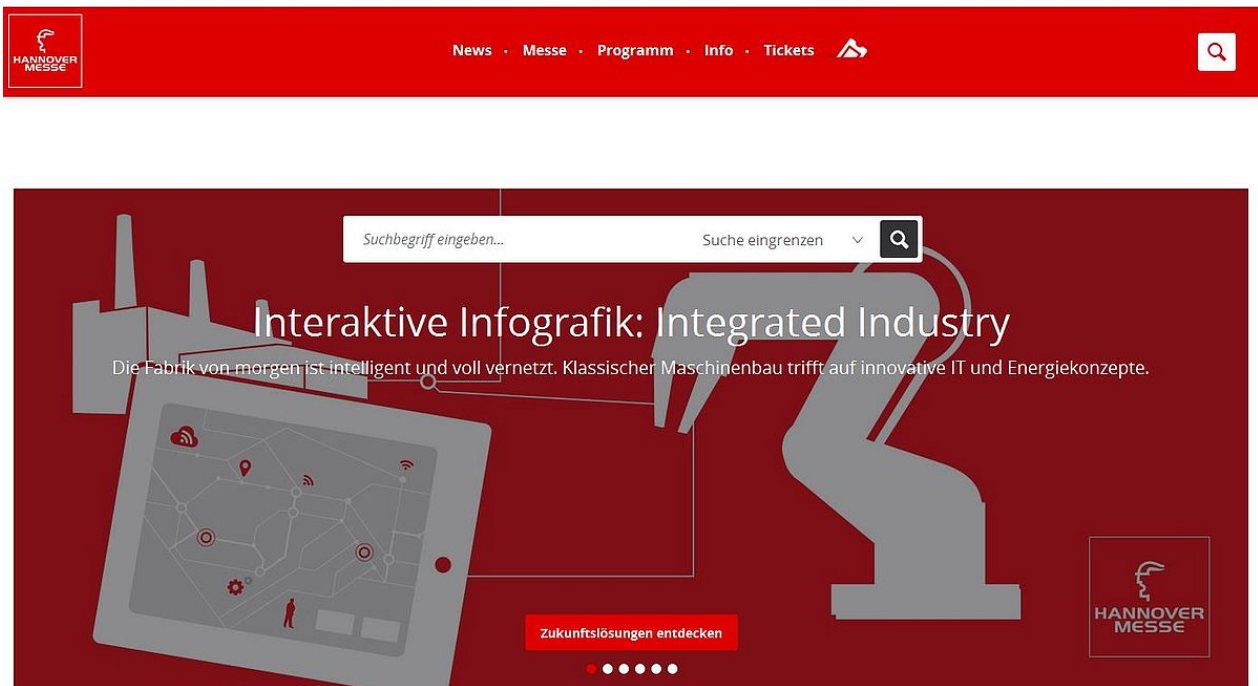 HANNOVER
MESSE
News · Messe · Programm · Info · Tickets
Suchbegriff eingeben... Suche eingrenzen
Interaktive Infografik: Integrated Industry
Die Fabrik von morgen ist intelligent und voll vernetzt. Klassischer Maschinenbau trifft auf innovative IT und Energiekonzepte.
HANNOVER
MESSE
Zukunftslösungen entdecken